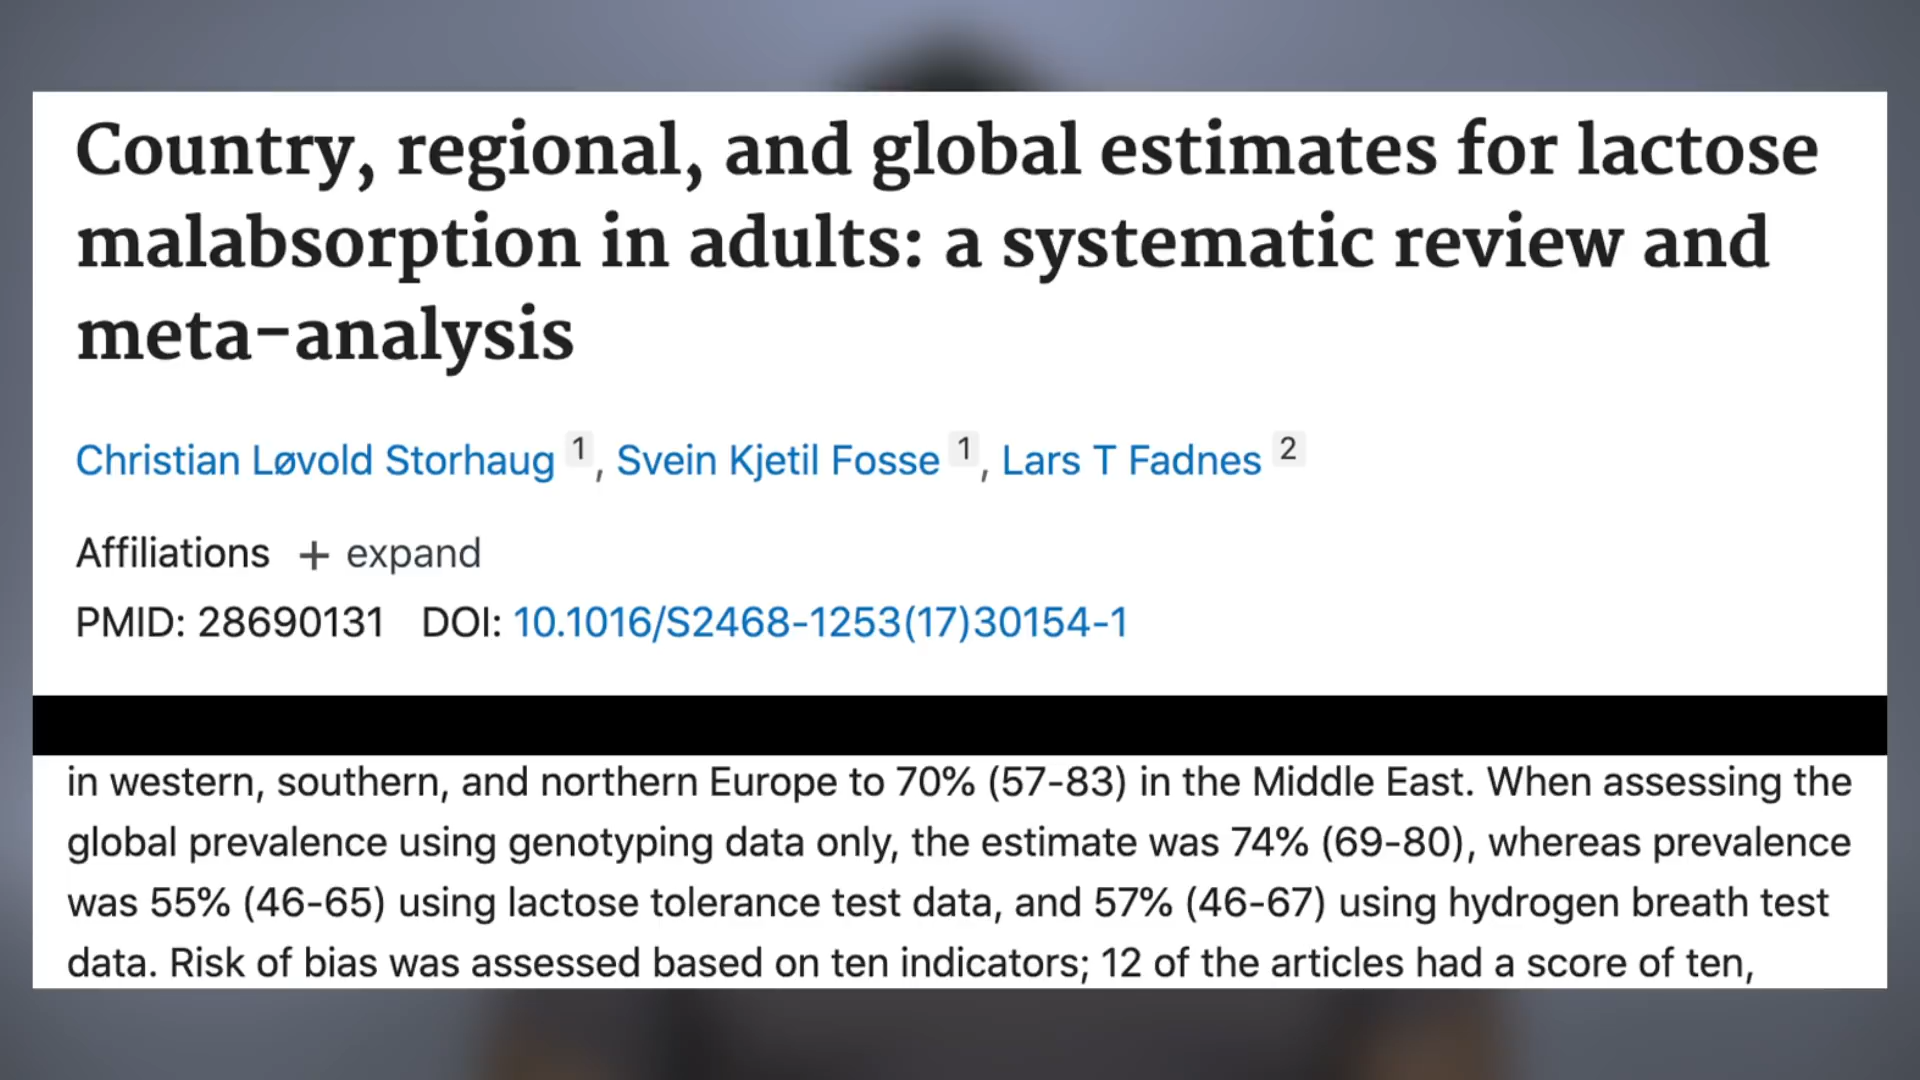 Country, regional, and global estimates for lactose
malabsorption in adults: a systematic review and
meta-analysis
Christian Løvold Storhaug 1, Svein Kjetil Fosse 1, Lars T Fadnes 2
Affiliations + expand
PMID: 28690131 DOI: 10.1016/S2468-1253(17)30154-1
in western, southern, and northern Europe to 70% (57-83) in the Middle East. When assessing the
global prevalence using genotyping data only, the estimate was 74% (69-80), whereas prevalence
was 55% (46-65) using lactose tolerance test data, and 57% (46-67) using hydrogen breath test
data. Risk of bias was assessed based on ten indicators; 12 of the articles had a score of ten,